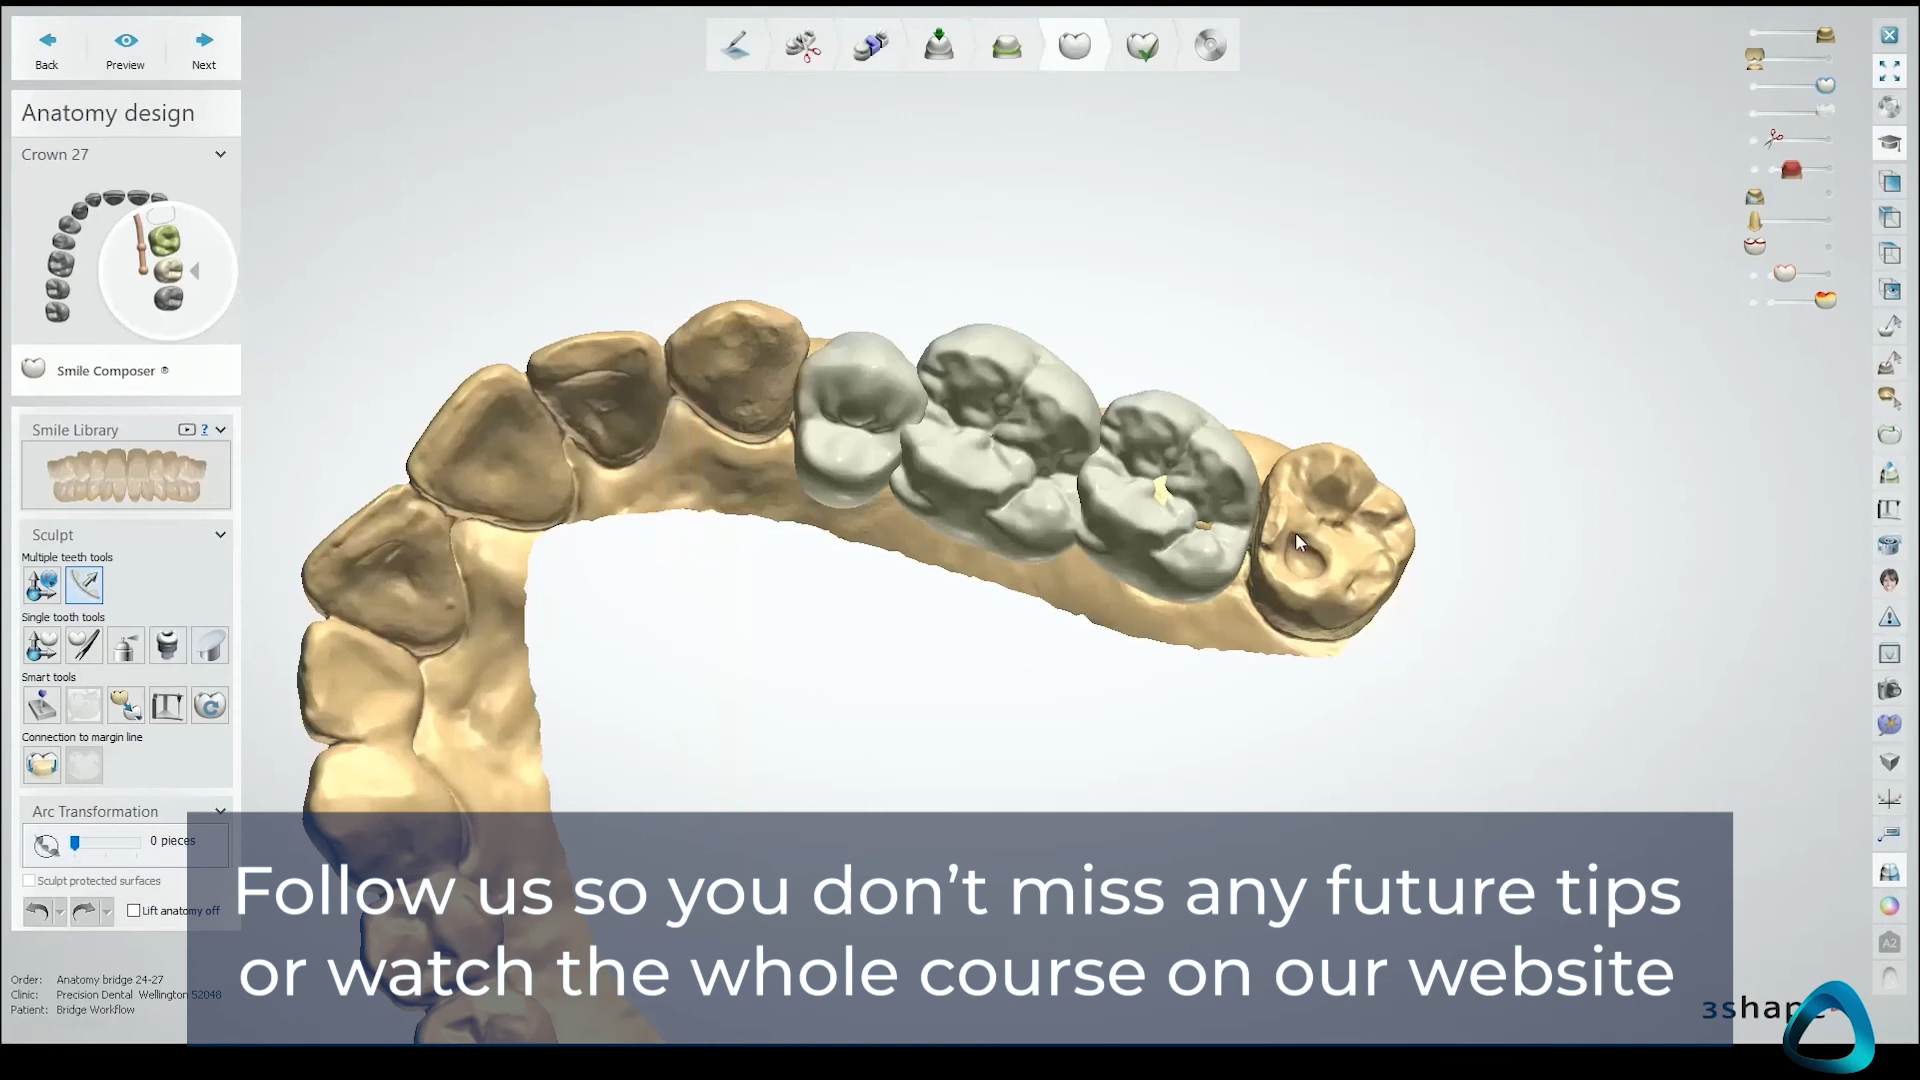 Back
Preview
Next
Anatomy design
Crown 27
Smile Composer ®
Smile Library
?
Sculpt
Multiple teeth tools
Single tooth tools
Smart tools
Connection to margin line
Arc Transformation
0 pieces
Sculpt protected surfaces
Lift anatomy off
Order: Anatomy bridge 24-27
Clinic: Precision Dental Wellington 52048
Patient: Bridge Workflow
A2
Follow us so you don't miss any future tips
or watch the whole course on our website
3shape